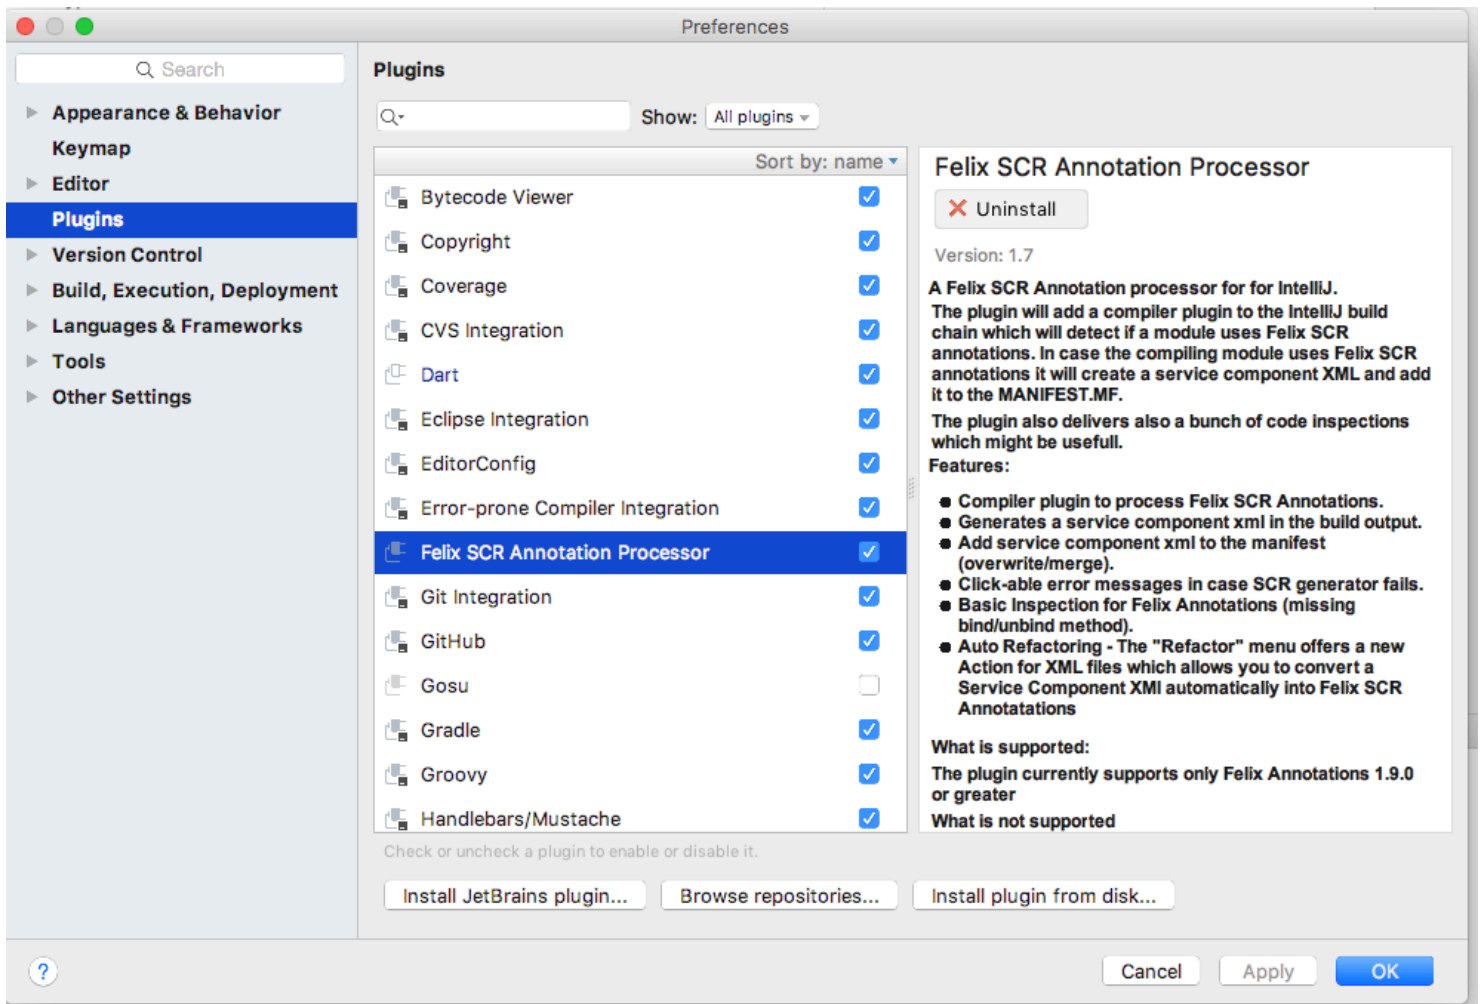 Preferences
Search
Appearance & Behavior
Keymap
Editor
Plugins
Version Control
Build, Execution, Deployment
Languages & Frameworks
Tools
Other Settings
Plugins
Show: All plugins
Sort by: name
Bytecode Viewer
Copyright
Coverage
CVS Integration
Dart
Eclipse Integration
EditorConfig
Error-prone Compiler Integration
Felix SCR Annotation Processor
Git Integration
GitHub
Gosu
Gradle
Groovy
Handlebars/Mustache
Check or uncheck a plugin to enable or disable it.
Install JetBrains plugin...
Browse repositories...
Install plugin from disk...
Felix SCR Annotation Processor
Uninstall
Version: 1.7
A Felix SCR Annotation processor for for IntelliJ.
The plugin will add a compiler plugin to the IntelliJ build
chain which will detect if a module uses Felix SCR
annotations. In case the compiling module uses Felix SCR
annotations it will create a service component XML and add
it to the MANIFEST.MF.
The plugin also delivers also a bunch of code inspections
which might be usefull.
Features:
Compiler plugin to process Felix SCR Annotations.
Generates a service component xml in the build output.
Add service component xml to the manifest
(overwrite/merge).
Click-able error messages in case SCR generator fails.
Basic Inspection for Felix Annotations (missing
bind/unbind method).
Auto Refactoring - The "Refactor" menu offers a new
Action for XML files which allows you to convert a
Service Component XMl automatically into Felix SCR
Annotatations
What is supported:
The plugin currently supports only Felix Annotations 1.9.0
or greater
What is not supported
?
Cancel
Apply
OK